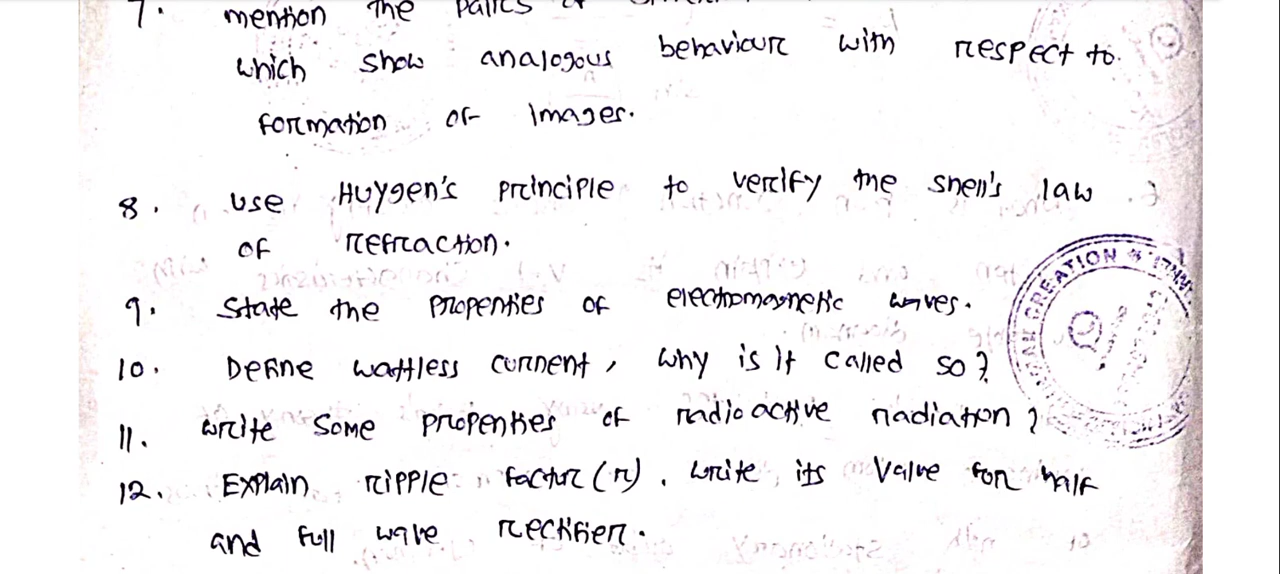 7. mention the
which show analogous behaviour with respect to
formation of Images.
8. use Huygen's principle to verify the snell's law
of refraction.
9. State the properties of electromagnetic waves.
10. Define wattless current, why is it called so?
11. write some properties of radioactive radiation?
12. Explain ripple factor (r). write its value for half
and full wave rectifier.
CREATION